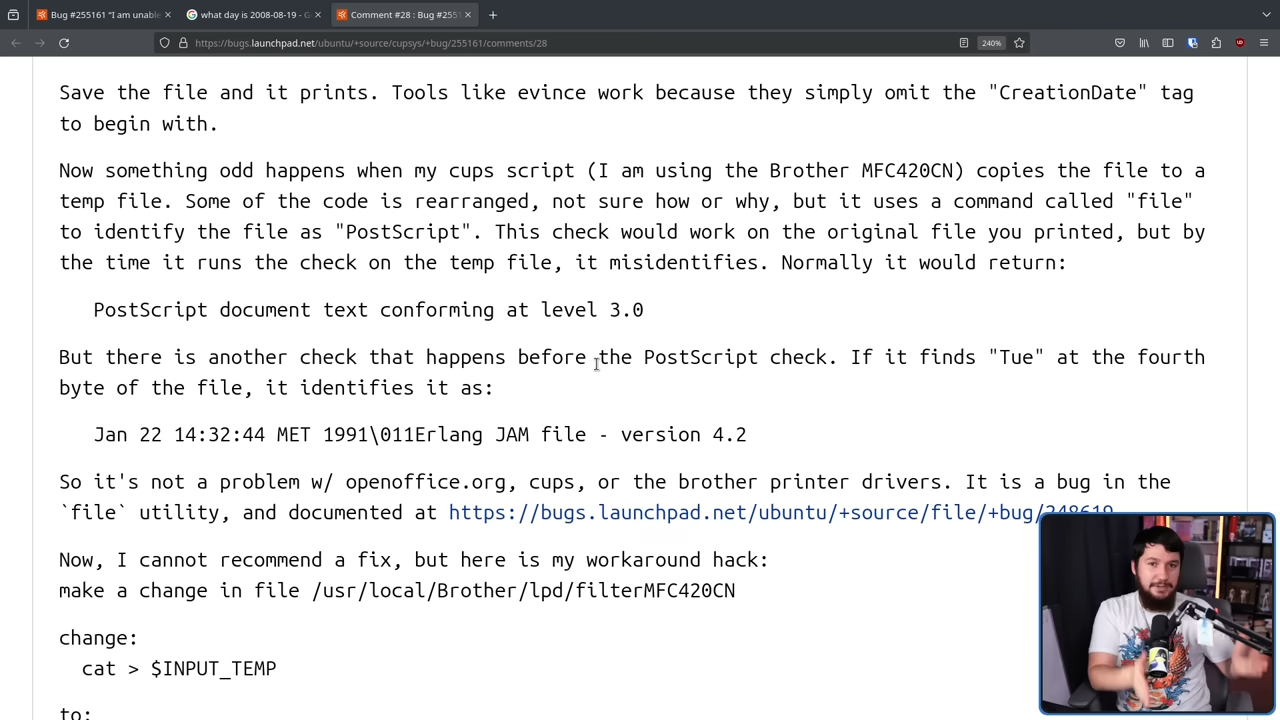 Bug #255161 "I am unable
what day is 2008-08-19 - G
Comment #28 : Bug #2551
https://bugs.launchpad.net/ubuntu/+source/cupsys/+bug/255161/comments/28
240%
Save the file and it prints. Tools like evince work because they simply omit the "CreationDate" tag
to begin with.
Now something odd happens when my cups script (I am using the Brother MFC420CN) copies the file to a
temp file. Some of the code is rearranged, not sure how or why, but it uses a command called "file"
to identify the file as "PostScript". This check would work on the original file you printed, but by
the time it runs the check on the temp file, it misidentifies. Normally it would return:
PostScript document text conforming at level 3.0
But there is another check that happens before the PostScript check. If it finds "Tue" at the fourth
byte of the file, it identifies it as:
Jan 22 14:32:44 MET 1991\011Erlang JAM file - version 4.2
So it's not a problem w/ openoffice.org, cups, or the brother printer drivers. It is a bug in the
`file` utility, and documented at https://bugs.launchpad.net/ubuntu/+source/file/+bug/248619
Now, I cannot recommend a fix, but here is my workaround hack:
make a change in file /usr/local/Brother/lpd/filterMFC420CN
change:
cat > $INPUT_TEMP
to: